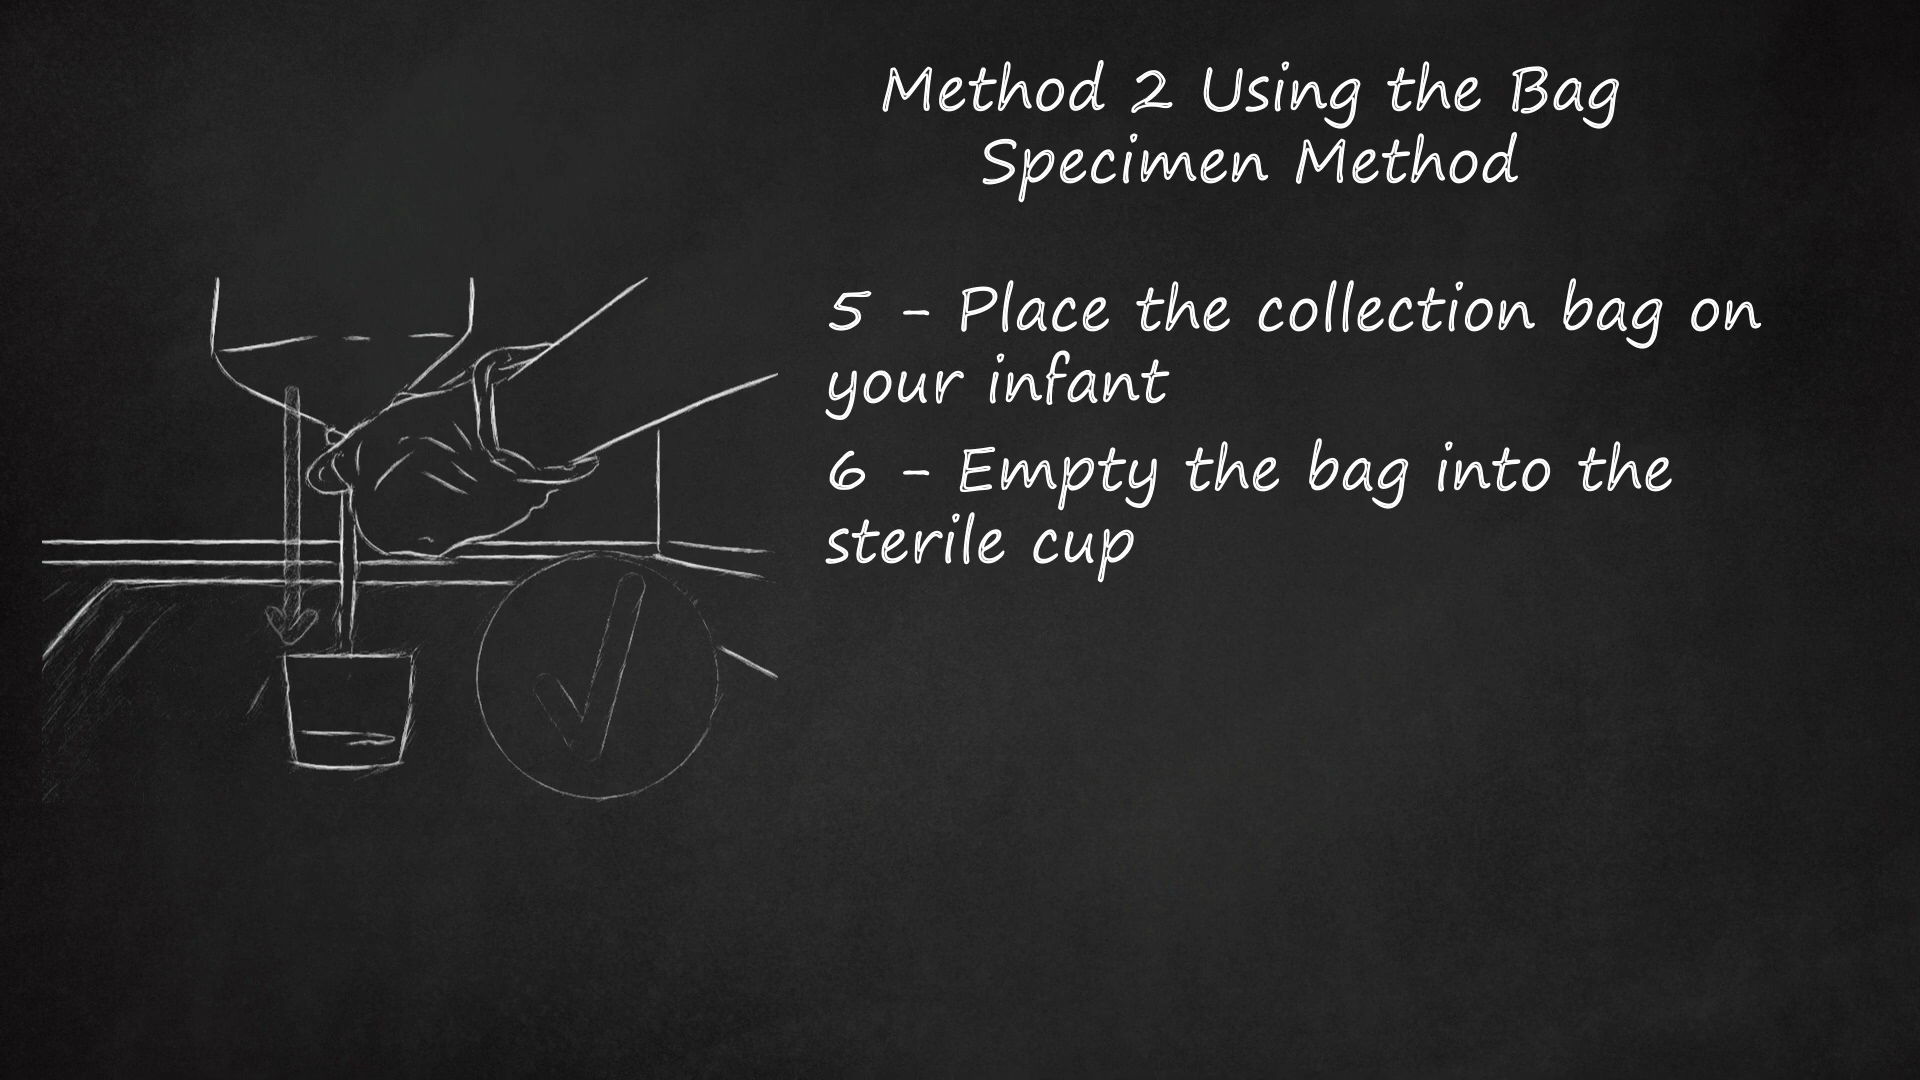 Method 2 Using the Bag
Specimen Method
5 - Place the collection bag on
your infant
6 - Empty the bag into the
sterile cup